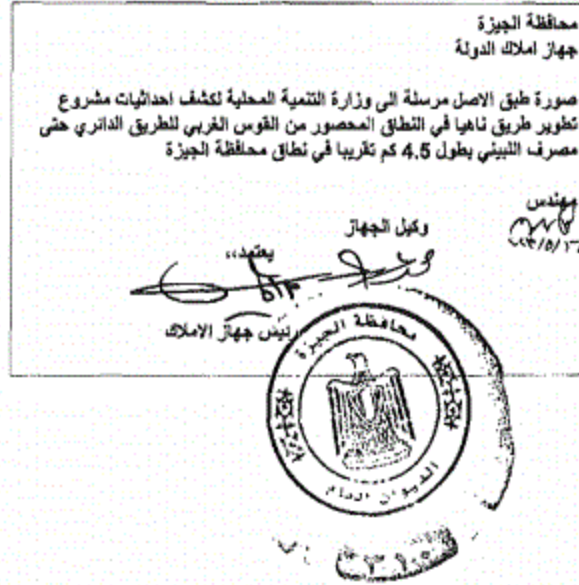 محافظة الجيزة
جهاز املاك الدولة
صورة طبق الاصل مرسلة الى وزارة التنمية المحلية لكشف احداثيات مشروع
تطوير طريق ناهيا في النطاق المحصور من القوس الغربي للطريق الدائري حتى
مصرف اللبيني بطول 4.5 كم تقريبا في نطاق محافظة الجيزة
مهندس
وكيل الجهاز
يعتمد،،
رئيس جهاز الاملاك
محافظة الجيزة
الديوان العام